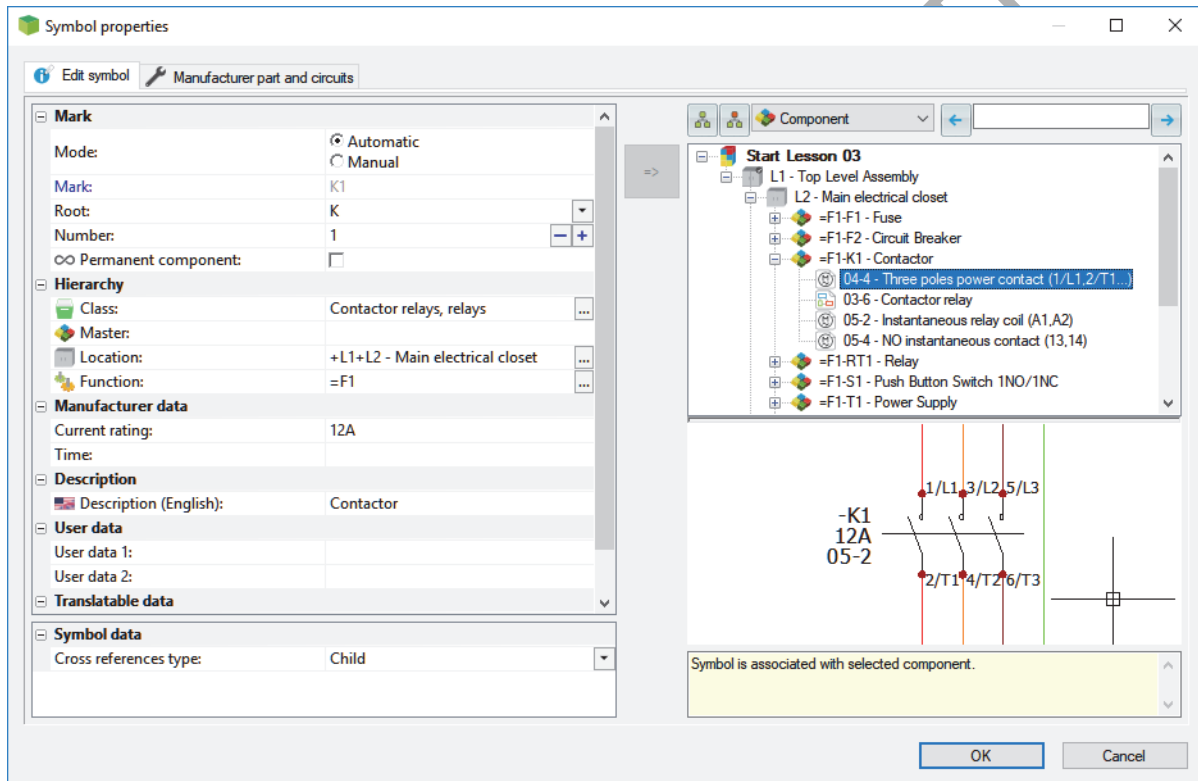 Symbol properties
Edit symbol
Manufacturer part and circuits
Mark
Mode:
Automatic
Manual
Mark:
K1
Root:
K
Number:
1
Permanent component:
Hierarchy
Class:
Contactor relays, relays
...
Master:
Location:
+L1+L2 - Main electrical closet
...
Function:
=F1
...
Manufacturer data
Current rating:
12A
Time:
Description
Description (English):
Contactor
User data
User data 1:
User data 2:
Translatable data
Symbol data
Cross references type:
Child
=>
Component
Start Lesson 03
L1 - Top Level Assembly
L2 - Main electrical closet
=F1-F1 - Fuse
=F1-F2 - Circuit Breaker
=F1-K1 - Contactor
04-4 - Three poles power contact (1/L1,2/T1...)
03-6 - Contactor relay
05-2 - Instantaneous relay coil (A1,A2)
05-4 - NO instantaneous contact (13,14)
=F1-RT1 - Relay
=F1-S1 - Push Button Switch 1NO/1NC
=F1-T1 - Power Supply
1/L1 3/L2 5/L3
-K1
12A
05-2
2/T1 4/T2 6/T3
Symbol is associated with selected component.
OK
Cancel